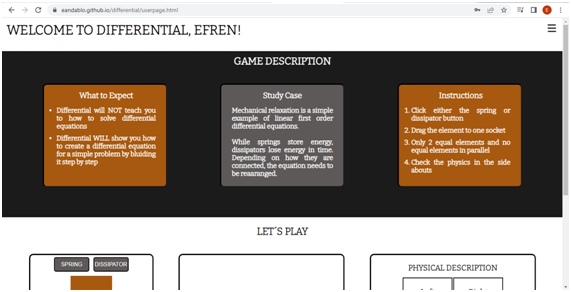 eandablo.github.io/differential/userpage.html
E
WELCOME TO DIFFERENTIAL, EFREN!
GAME DESCRIPTION
What to Expect
• Differential will NOT teach you
to how to solve differential
equations
• Differential WILL show you how
to create a differential equation
for a simple problem by bluiding
it step by step
Study Case
Mechanical relaxation is a simple
example of linear first order
differential equations.
While springs store energy,
dissipators lose energy in time.
Depending on how they are
connected, the equation needs to
be rearranged.
Instructions
1. Click either the spring or
dissipator button
2. Drag the element to one socket
3. Only 2 equal elements and no
equal elements in parallel
4. Check the physics in the side
abouts
LET´S PLAY
SPRING
DISSIPATOR
PHYSICAL DESCRIPTION